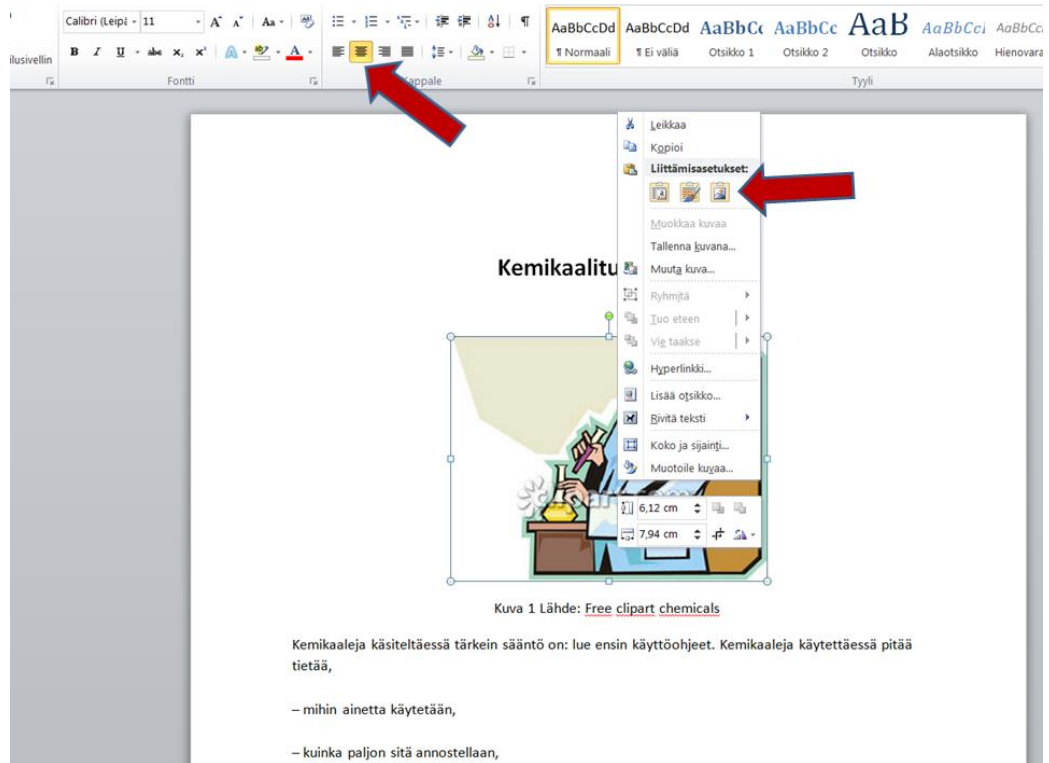 Calibri (Leipä 11 A A Aa
B I U abc x, x² A A
ilusivellin
Fontti
Kappale
AaBbCcDd AaBbCcDd AaBbCc AaBbCc AaB AaBbCcI AaBbCc
¶ Normaali ¶ Ei väliä Otsikko 1 Otsikko 2 Otsikko Alaotsikko Hienovara
Tyyli
Leikkaa
Kopioi
Liittämisasetukset:
Muokkaa kuvaa
Tallenna kuvana...
Kemikaalitu
Muuta kuva...
Ryhmitä
Tuo eteen
Vie taakse
Hyperlinkki...
Lisää otsikko...
Rivitä teksti
Koko ja sijainti...
Muotoile kuvaa...
6,12 cm
7,94 cm
Kuva 1 Lähde: Free clipart chemicals
Kemikaaleja käsiteltäessä tärkein sääntö on: lue ensin käyttöohjeet. Kemikaaleja käytettäessä pitää
tietää,
– mihin ainetta käytetään,
– kuinka paljon sitä annostellaan,